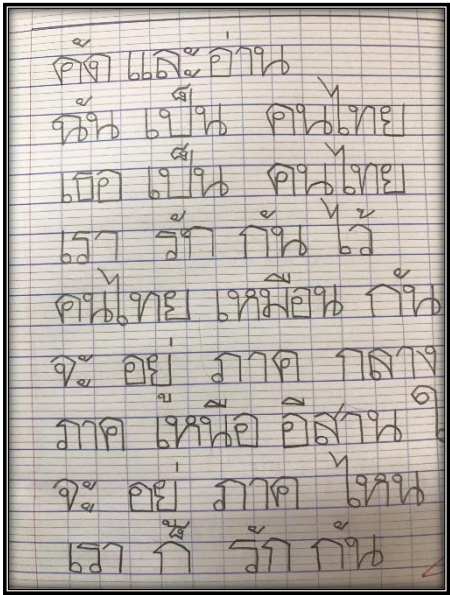 คัด และ อ่าน
ฉัน เป็น คนไทย
เธอ เป็น คนไทย
เรา รัก กัน ไว้
คนไทย เหมือน กัน
จะ อยู่ ภาค กลาง
ภาค เหนือ อีสาน
จะ อยู่ ภาค ไหน
เรา ก็ รัก กัน